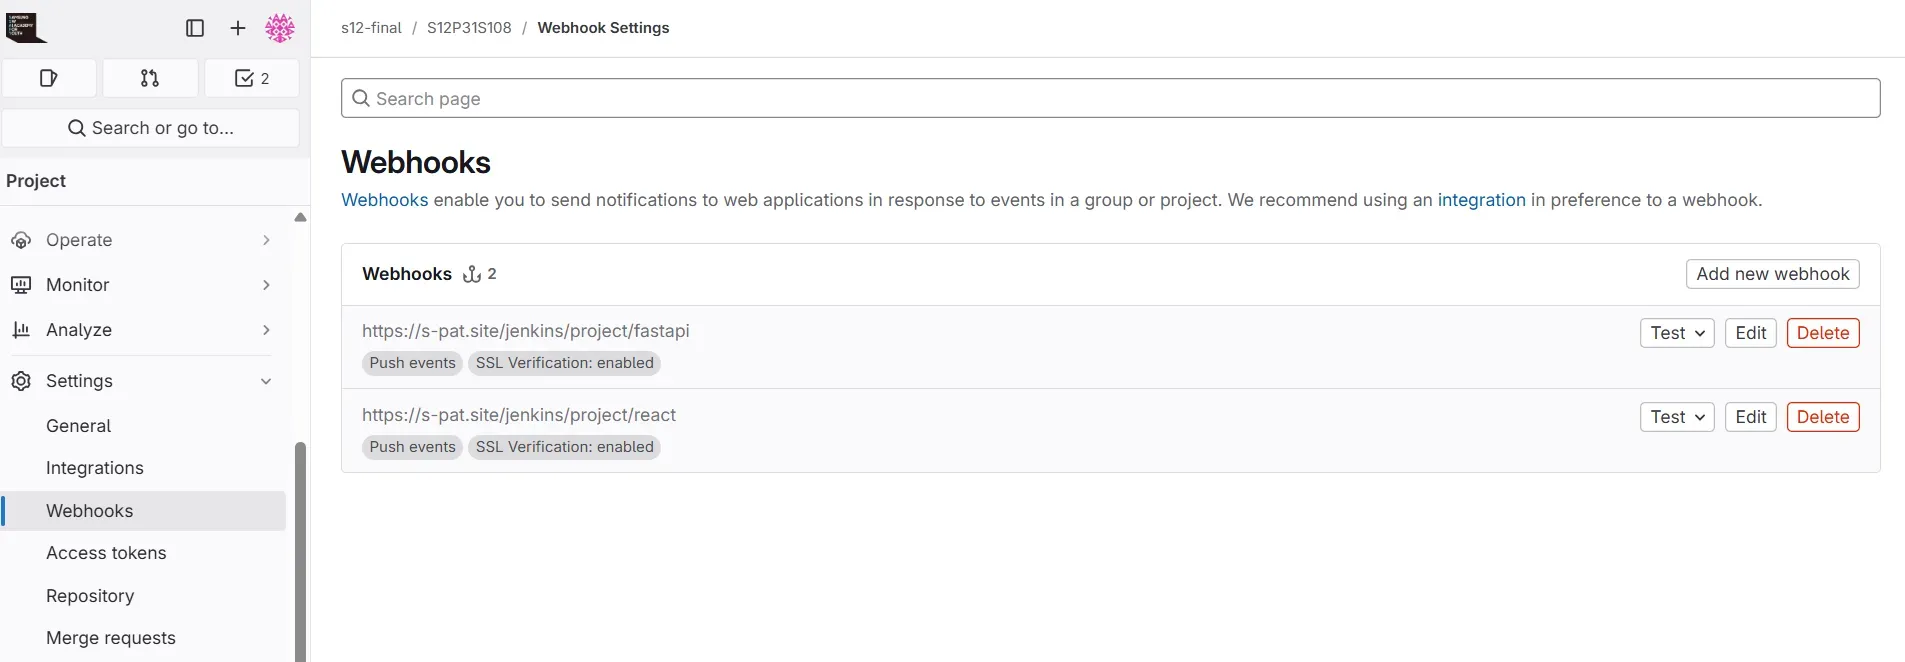 s12-final / S12P31S108 / Webhook Settings
2
Search or go to...
Project
Operate
Monitor
Analyze
Settings
General
Integrations
Webhooks
Access tokens
Repository
Merge requests
Search page
Webhooks
Webhooks enable you to send notifications to web applications in response to events in a group or project. We recommend using an integration in preference to a webhook.
Webhooks 2
Add new webhook
https://s-pat.site/jenkins/project/fastapi
Test Edit Delete
Push events SSL Verification: enabled
https://s-pat.site/jenkins/project/react
Test Edit Delete
Push events SSL Verification: enabled